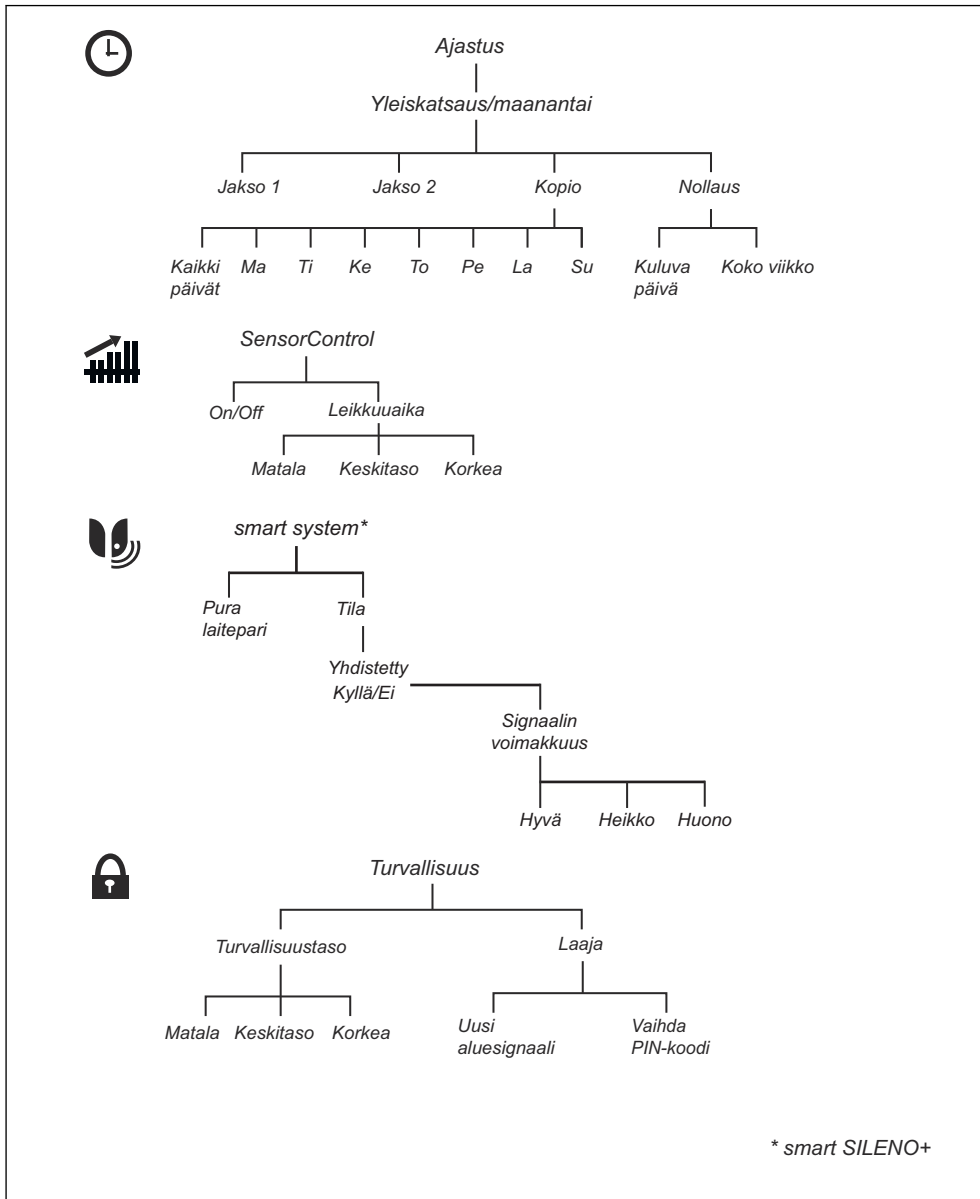 Ajastus
Yleiskatsaus/maanantai
Jakso 1 Jakso 2 Kopio Nollaus
Kaikki Ma Ti Ke To Pe La Su Kuluva Koko viikko
päivät päivä
SensorControl
On/Off Leikkuuaika
Matala Keskitaso Korkea
smart system*
Pura Tila
laitepari
Yhdistetty
Kyllä/Ei
Signaalin
voimakkuus
Hyvä Heikko Huono
Turvallisuus
Turvallisuustaso Laaja
Matala Keskitaso Korkea Uusi Vaihda
aluesignaali PIN-koodi
* smart SILENO+